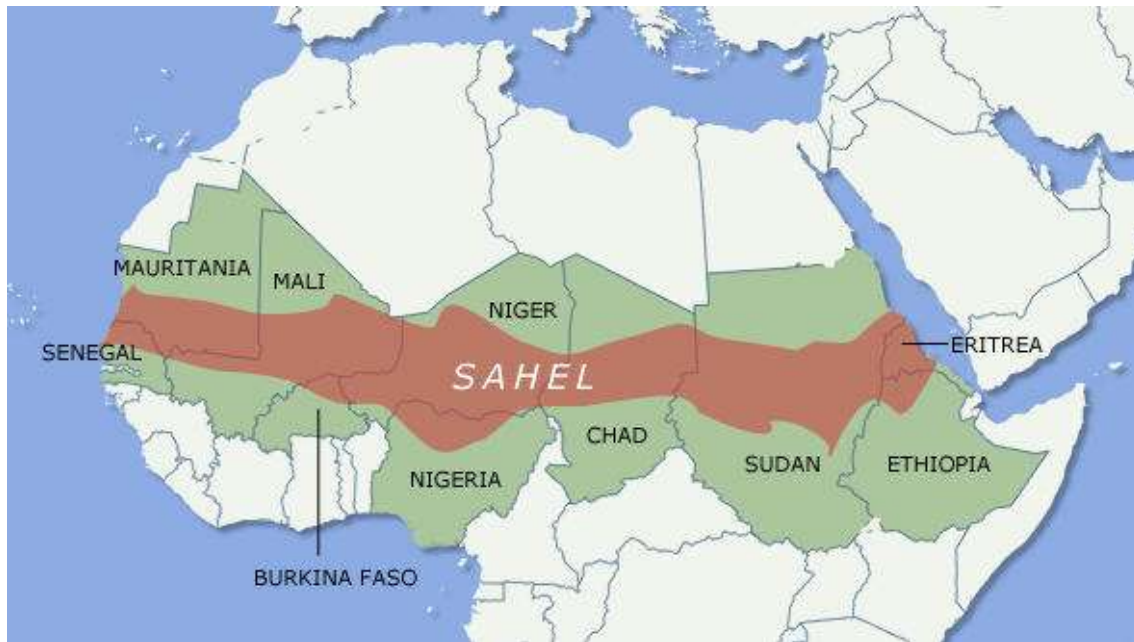 MAURITANIA
MALI
NIGER
SENEGAL
ERITREA
SAHEL
CHAD
SUDAN
ETHIOPIA
NIGERIA
BURKINA FASO